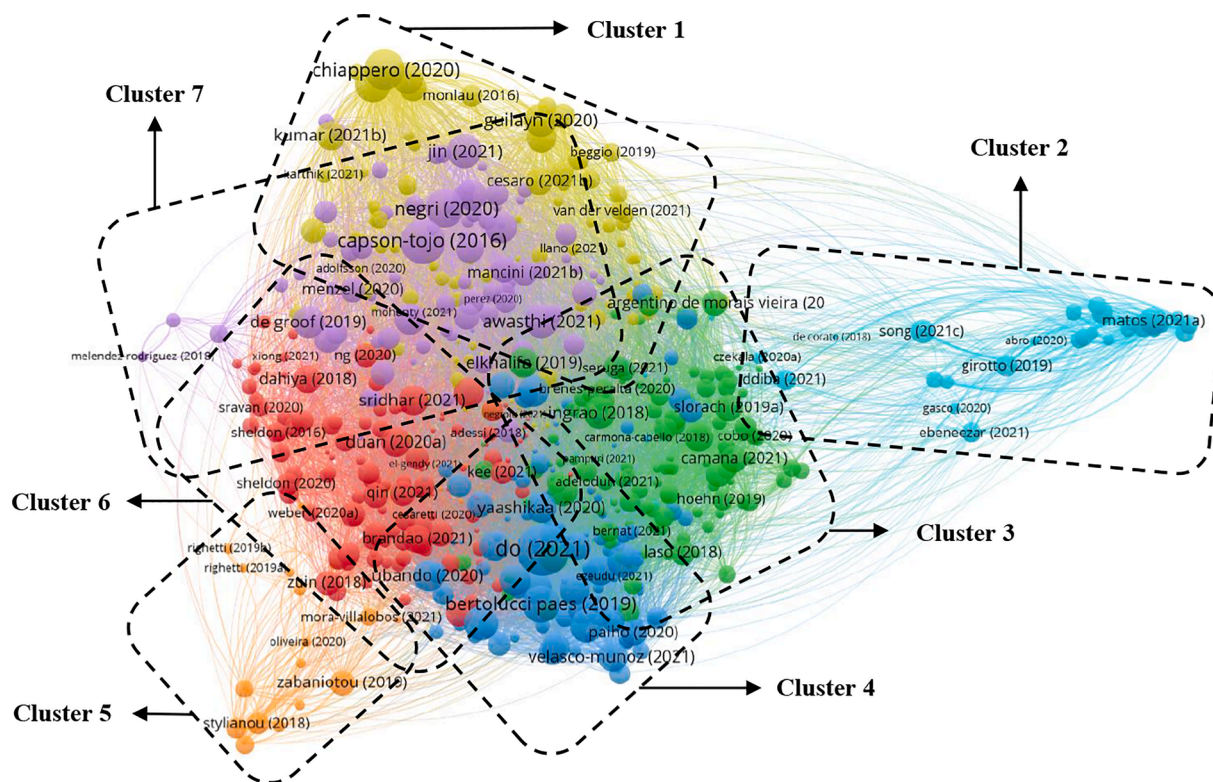 Cluster 1
chiappero (2020)
Cluster 7
monlau (2016)
guilayn (2020)
kumar (2021b)
Cluster 2
jin (2021)
beggio (2019)
karthik (2021)
cesaro (2021b)
negri (2020)
van der velden (2021)
capson-tojo (2016)
llano (2021)
adolfsson (2020)
mancini (2021b)
menzel (2020)
perez (2020)
argentino de morais vieira (20
mohanty (2021)
de groof (2019)
awasthi (2021)
matos (2021a)
song (2021c)
de corato (2018)
abro (2020)
melendez rodriguez (2018)
xiong (2021)
ng (2020)
elkhalifa (2019)
seruga (2021)
czekala (2020a)
girotto (2019)
dahiya (2018)
brenes-peralta (2020)
ddiba (2021)
sridhar (2021)
sravan (2020)
ingrao (2018)
slorach (2019a)
gasco (2020)
sheldon (2016)
adessi (2018)
duan (2020a)
carmona-cabello (2018)
cobo (2020)
ebeneezar (2021)
el-gendy (2021)
pampuri (2021)
camana (2021)
kee (2021)
sheldon (2020)
adelodun (2021)
qin (2021)
hoehn (2019)
Cluster 6
weber (2020a)
cesaretti (2020)
yaashikaa (2020)
bernat (2021)
Cluster 3
brandao (2021)
do (2021)
laso (2018)
righetti (2019b)
righetti (2019a)
zuin (2018)
ubando (2020)
ezeudu (2021)
mora-villalobos (2021)
bertolucci paes (2019)
oliveira (2020)
palho (2020)
velasco-munoz (2021)
zabaniotou (2019)
Cluster 4
Cluster 5
stylianou (2018)